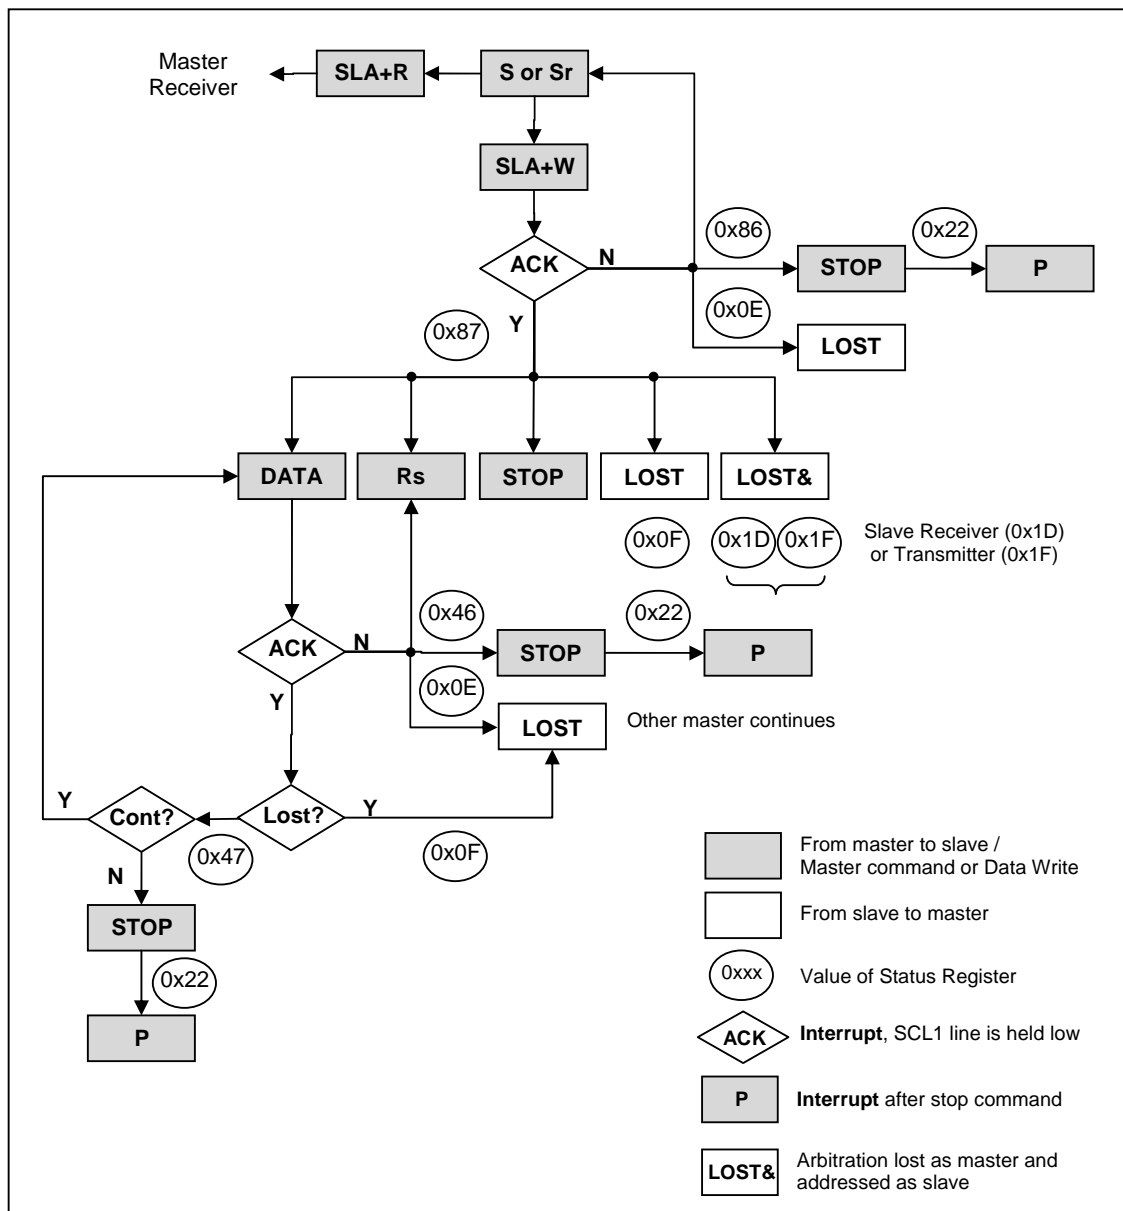 Master
Receiver
SLA+R
S or Sr
SLA+W
ACK
N
Y
0x86
0x22
STOP
P
0x0E
LOST
0x87
DATA
Rs
STOP
LOST
LOST&
0x0F
0x1D
0x1F
Slave Receiver (0x1D)
or Transmitter (0x1F)
ACK
N
Y
0x46
0x22
STOP
P
0x0E
LOST
Other master continues
Y
Cont?
Lost?
Y
0x47
0x0F
N
STOP
0x22
P
From master to slave /
Master command or Data Write
From slave to master
0xxx
Value of Status Register
ACK
Interrupt, SCL1 line is held low
P
Interrupt after stop command
LOST&
Arbitration lost as master and
addressed as slave